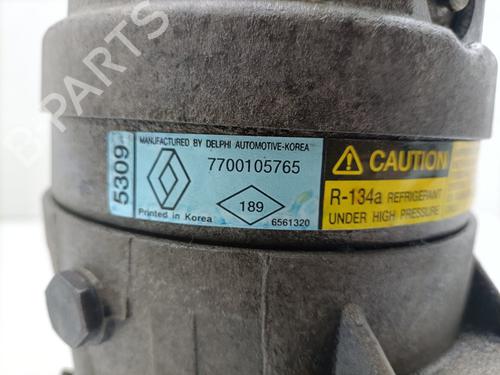 5309
MANUFACTURED BY DELPHI AUTOMOTIVE-KOREA
7700105765
189
Printed in Korea
6561320
CAUTION
R-134a REFRIGERANT
UNDER HIGH PRESSURE
B-PARTS